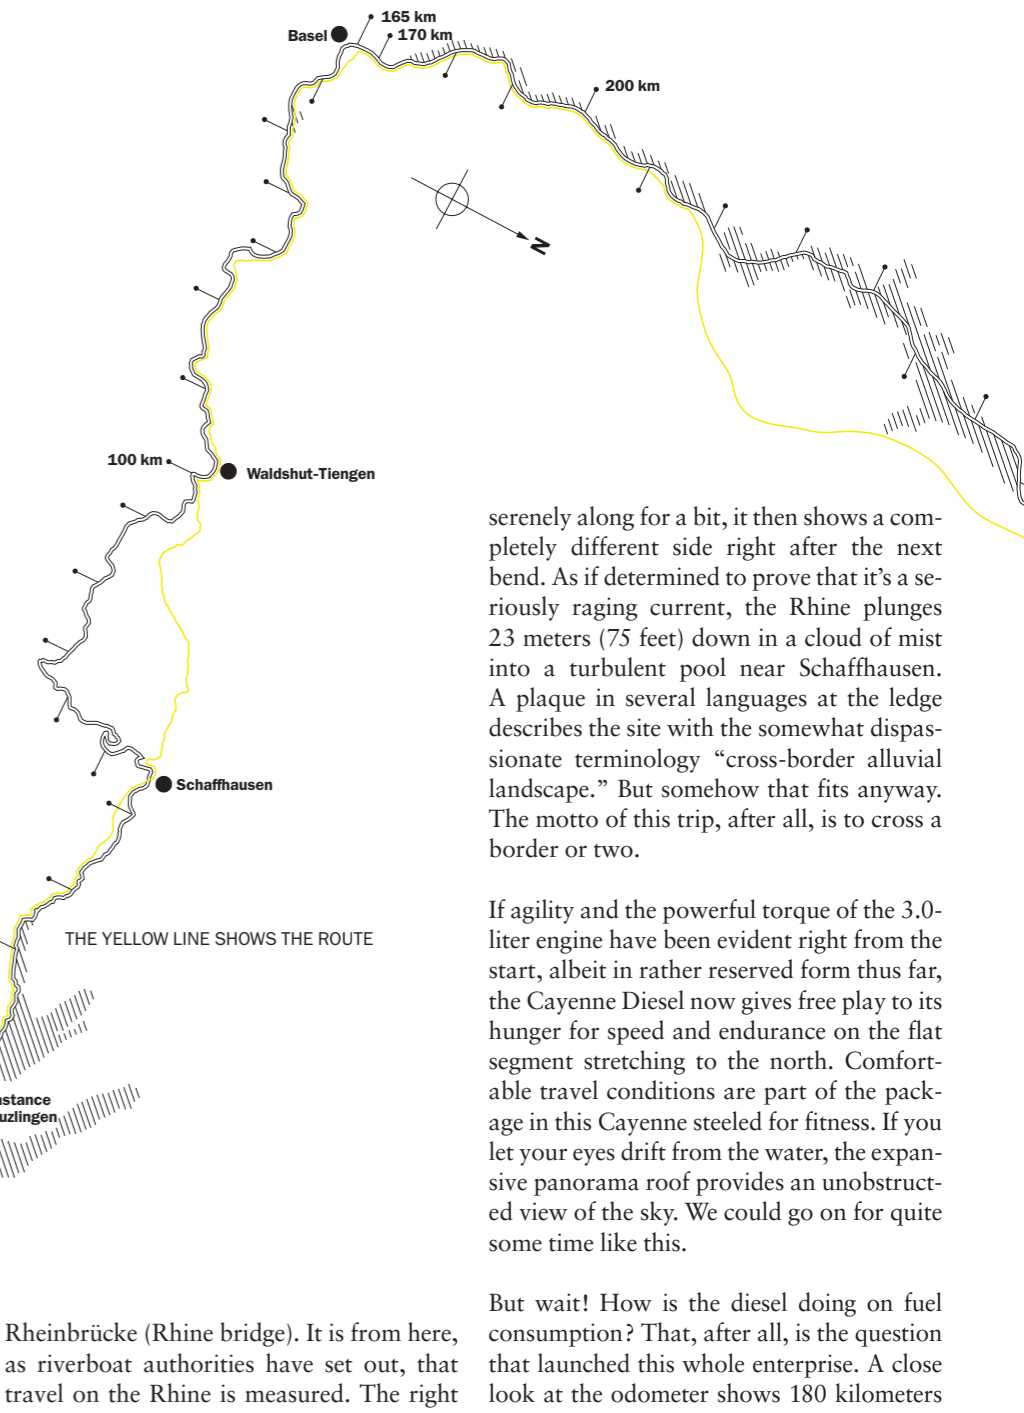 165 km
Basel
170 km
200 km
N
100 km
Waldshut-Tiengen
Schaffhausen
THE YELLOW LINE SHOWS THE ROUTE
nstance
uzlingen
Rheinbrücke (Rhine bridge). It is from here,
as riverboat authorities have set out, that
travel on the Rhine is measured. The right
serenely along for a bit, it then shows a com-
pletely different side right after the next
bend. As if determined to prove that it’s a se-
riously raging current, the Rhine plunges
23 meters (75 feet) down in a cloud of mist
into a turbulent pool near Schaffhausen.
A plaque in several languages at the ledge
describes the site with the somewhat dispas-
sionate terminology “cross-border alluvial
landscape.” But somehow that fits anyway.
The motto of this trip, after all, is to cross a
border or two.
If agility and the powerful torque of the 3.0-
liter engine have been evident right from the
start, albeit in rather reserved form thus far,
the Cayenne Diesel now gives free play to its
hunger for speed and endurance on the flat
segment stretching to the north. Comfort-
able travel conditions are part of the pack-
age in this Cayenne steeled for fitness. If you
let your eyes drift from the water, the expan-
sive panorama roof provides an unobstruct-
ed view of the sky. We could go on for quite
some time like this.
But wait! How is the diesel doing on fuel
consumption? That, after all, is the question
that launched this whole enterprise. A close
look at the odometer shows 180 kilometers